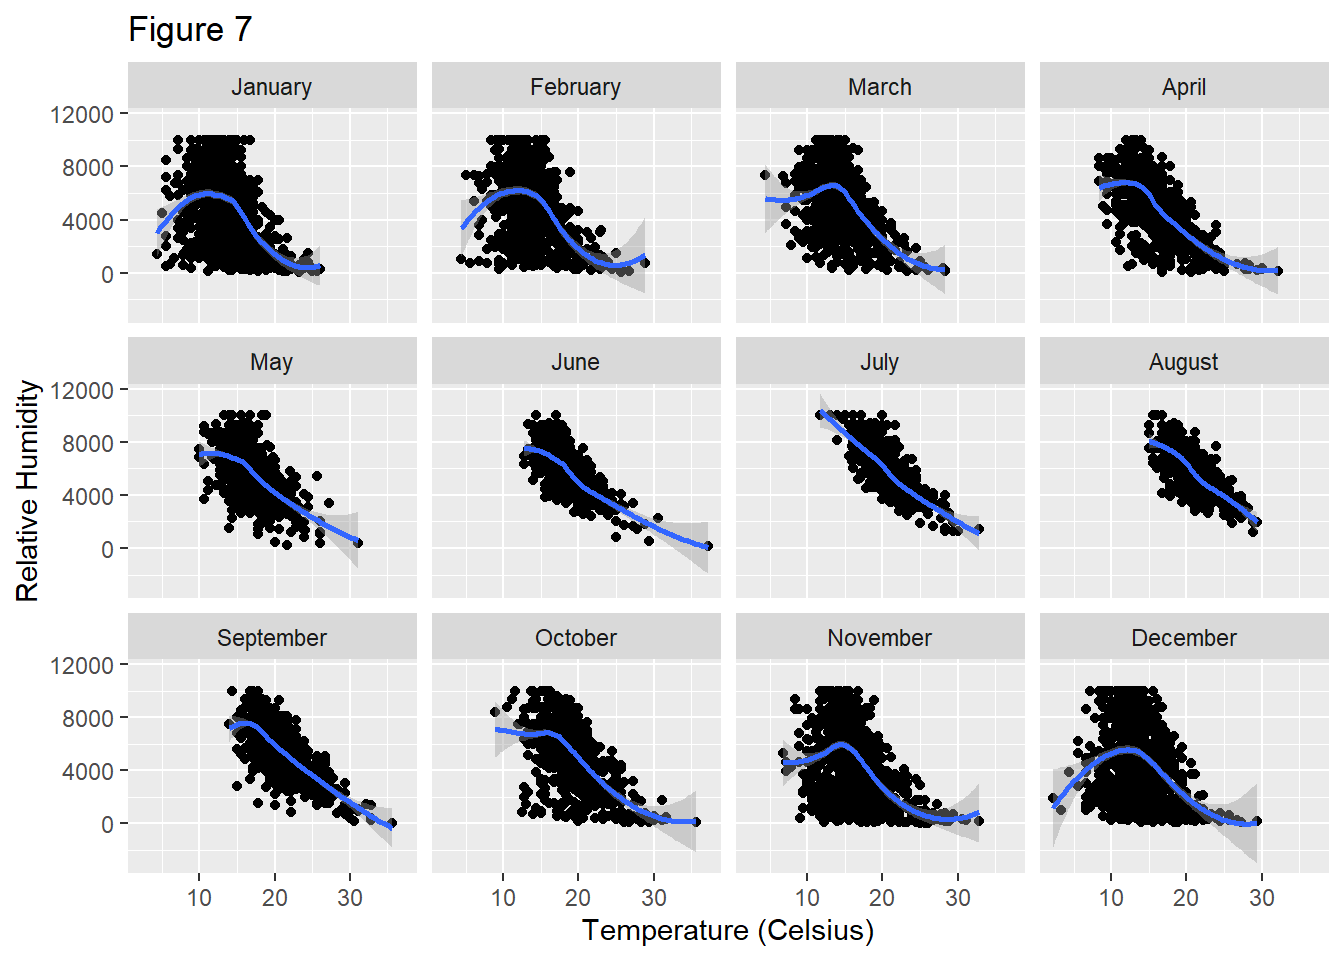 Figure 7
January February March April
12000
8000
4000
0
May June July August
12000
8000
4000
0
Relative Humidity
September October November December
12000
8000
4000
0
10 20 30 10 20 30 10 20 30 10 20 30
Temperature (Celsius)